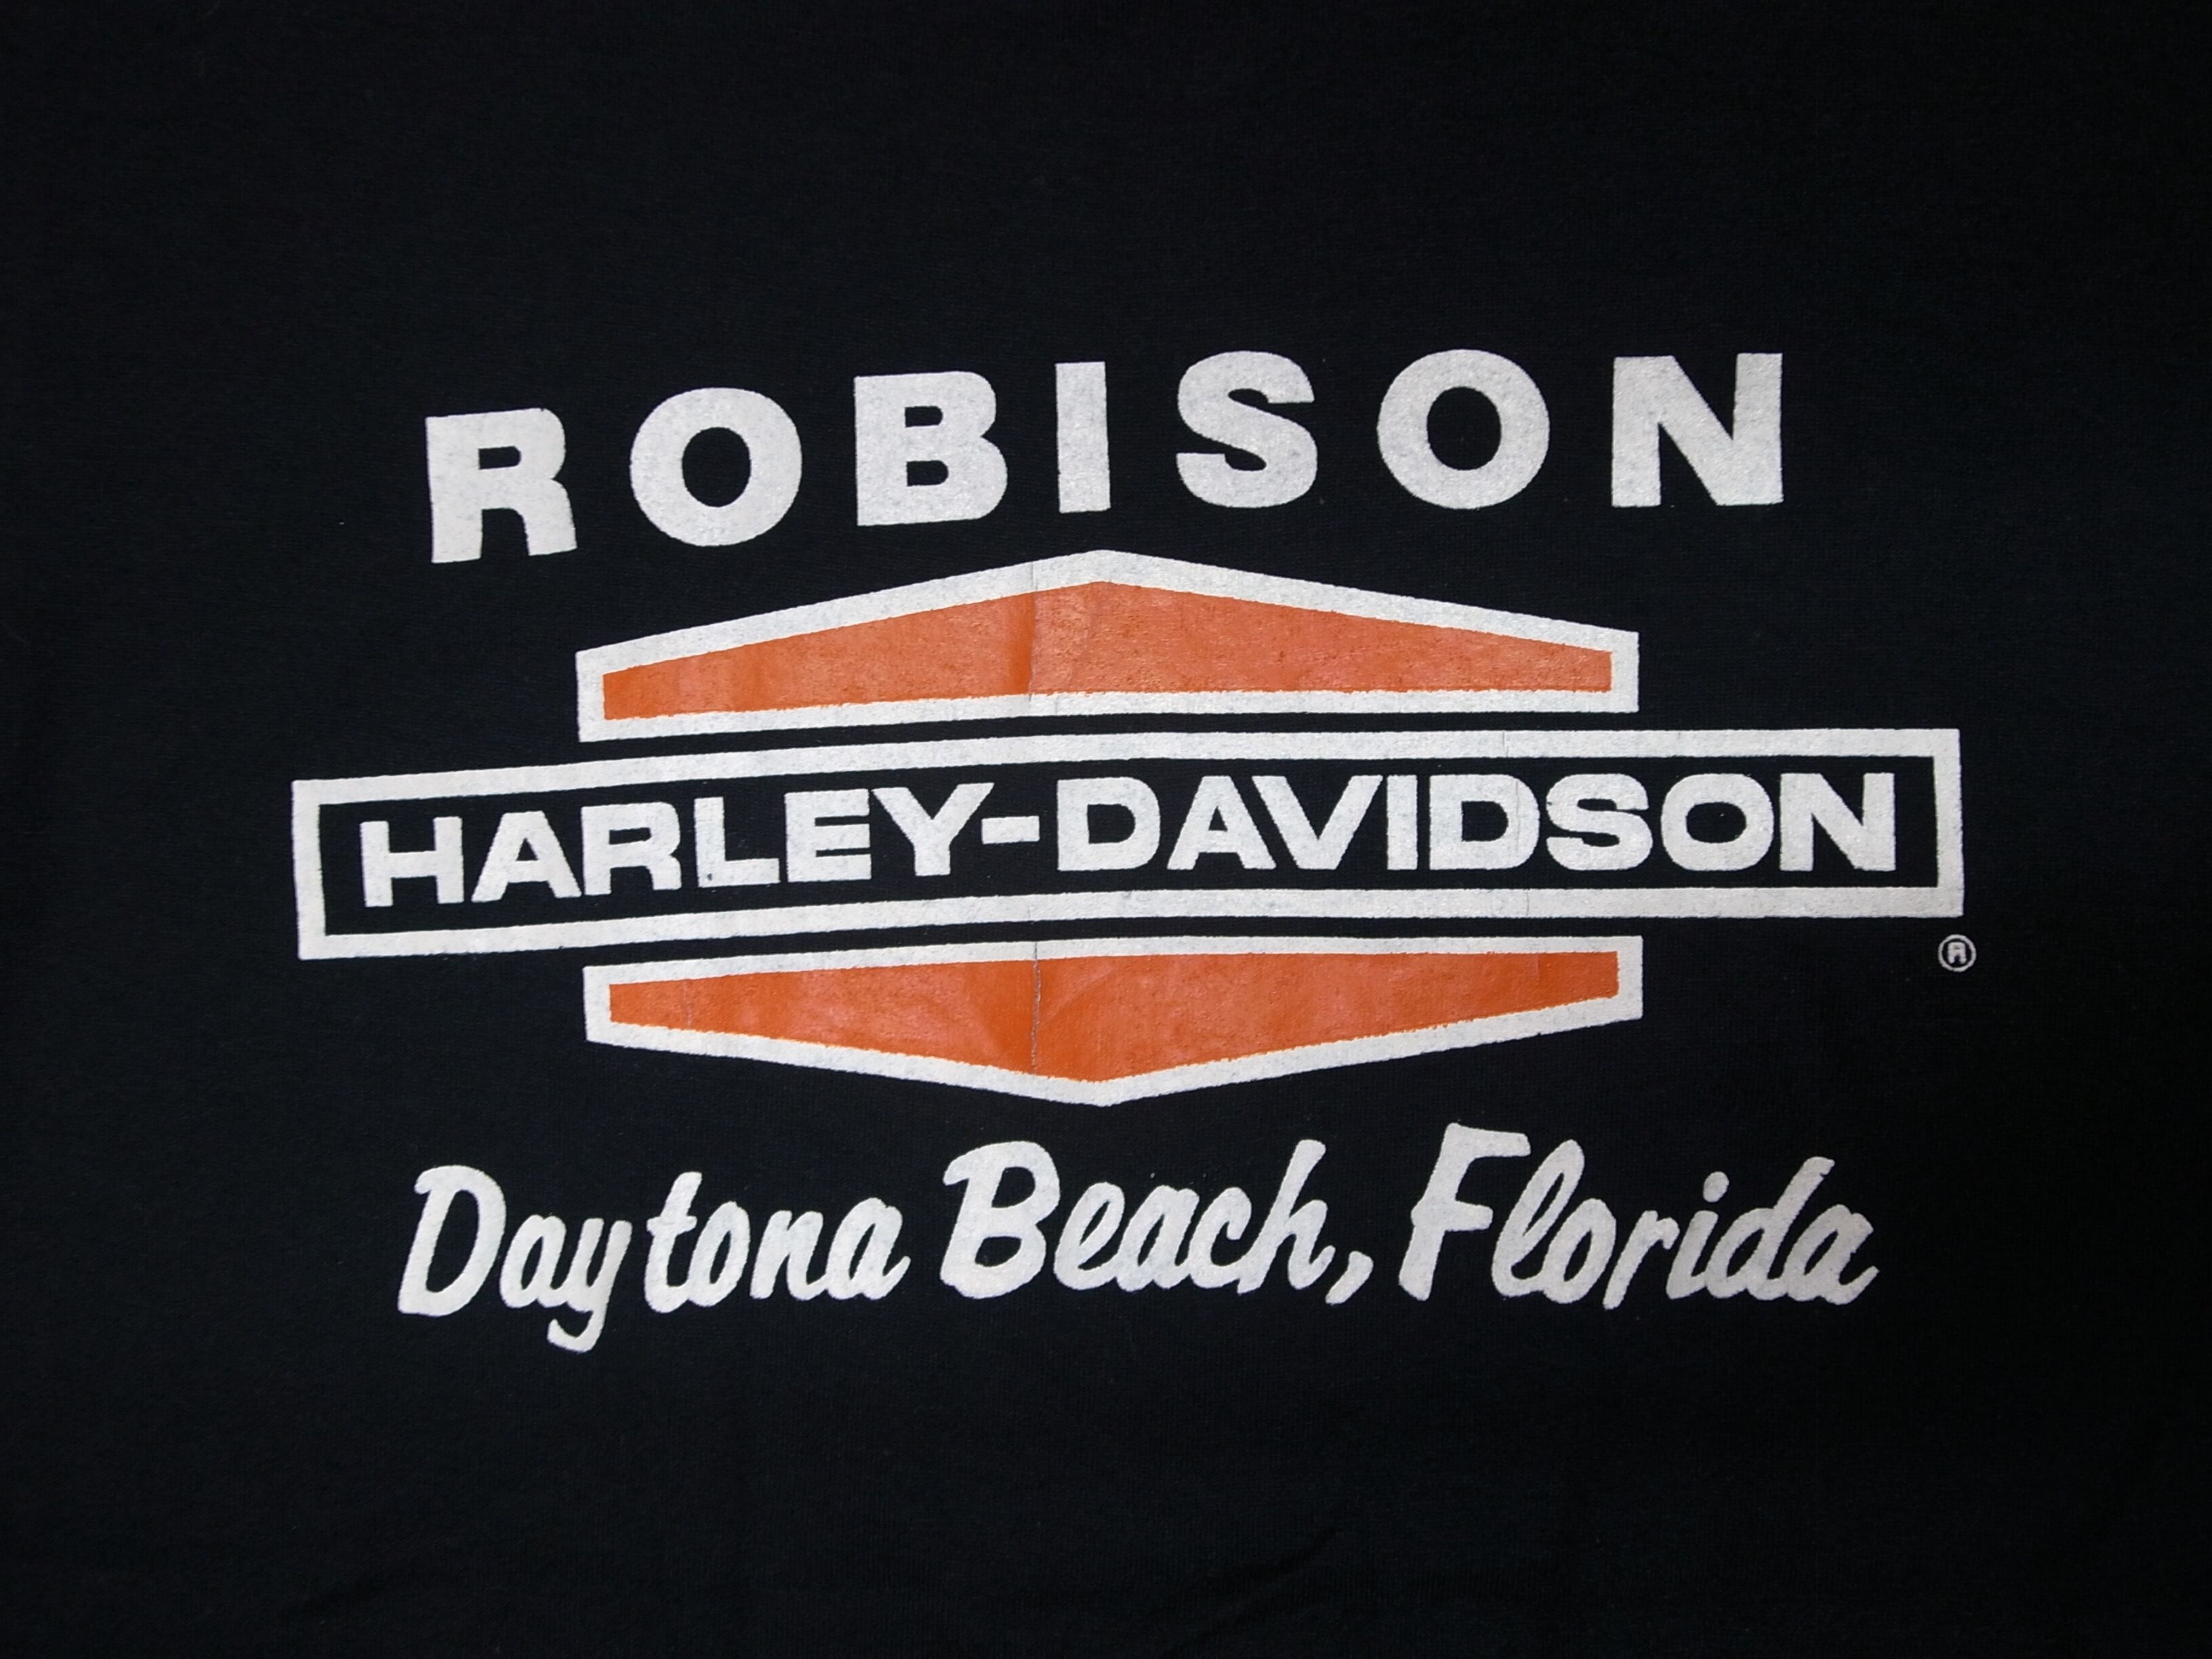 ROBISON
HARLEY-DAVIDSON
®
Daytona Beach, Florida